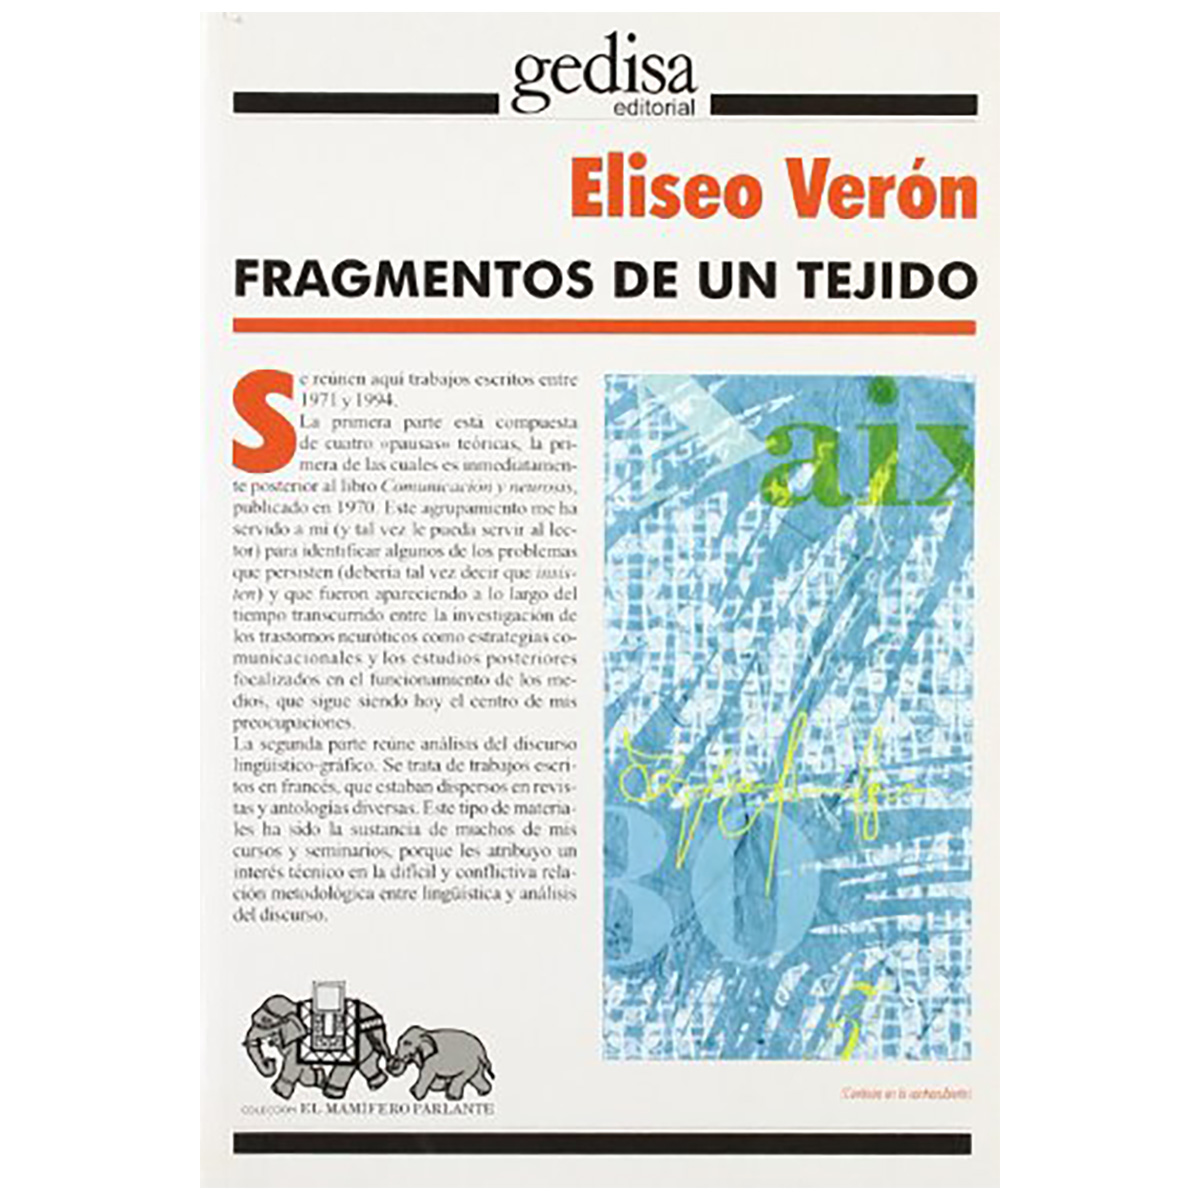 gedisa
editorial
Eliseo Verón
FRAGMENTOS DE UN TEJIDO
Se reúnen aquí trabajos escritos entre
1971 y 1994.
La primera parte está compuesta
de cuatro «pausas» teóricas, la pri-
mera de las cuales es inmediatamen-
te posterior al libro Comunicación y neurosis,
publicado en 1970. Este agrupamiento me ha
servido a mí (y tal vez le pueda servir al lec-
tor) para identificar algunos de los problemas
que persisten (debería tal vez decir que insis-
ten) y que fueron apareciendo a lo largo del
tiempo transcurrido entre la investigación de
los trastornos neuróticos como estrategias co-
municacionales y los estudios posteriores
focalizados en el funcionamiento de los me-
dios, que sigue siendo hoy el centro de mis
preocupaciones.
La segunda parte reúne análisis del discurso
lingüístico-gráfico. Se trata de trabajos escri-
tos en francés, que estaban dispersos en revis-
tas y antologías diversas. Este tipo de materia-
les ha sido la sustancia de muchos de mis
cursos y seminarios, porque les atribuyo un
interés técnico en la difícil y conflictiva rela-
ción metodológica entre lingüística y análisis
del discurso.
aix
80
COLECCIÓN EL MAMÍFERO PARLANTE
(Continúa en la contracubierta)